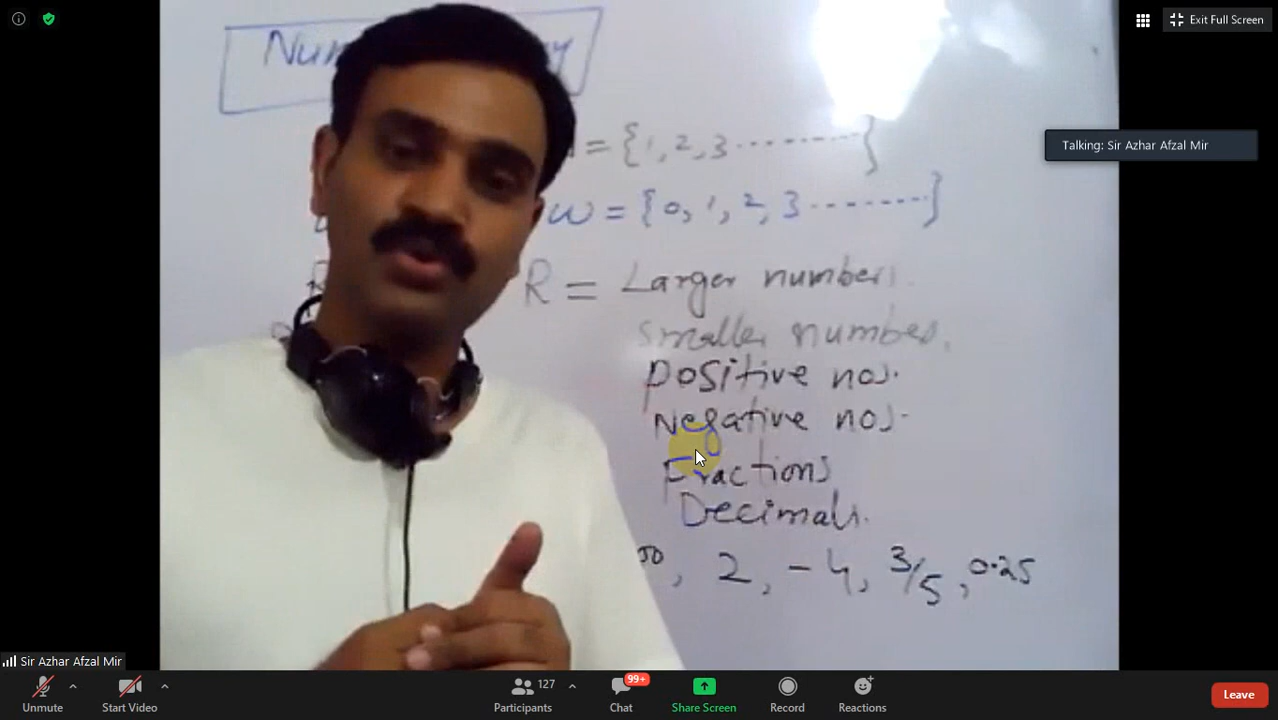 Exit Full Screen
Talking: Sir Azhar Afzal Mir
= {1, 2, 3 ---------}
W = {0, 1, 2, 3 --------}
R = Larger numbers.
smaller number.
positive nos.
Negative nos.
Fractions
Decimals.
, 2, -4, 3/5, 0.25
Sir Azhar Afzal Mir
Unmute
Start Video
127
Participants
99+
Chat
Share Screen
Record
Reactions
Leave